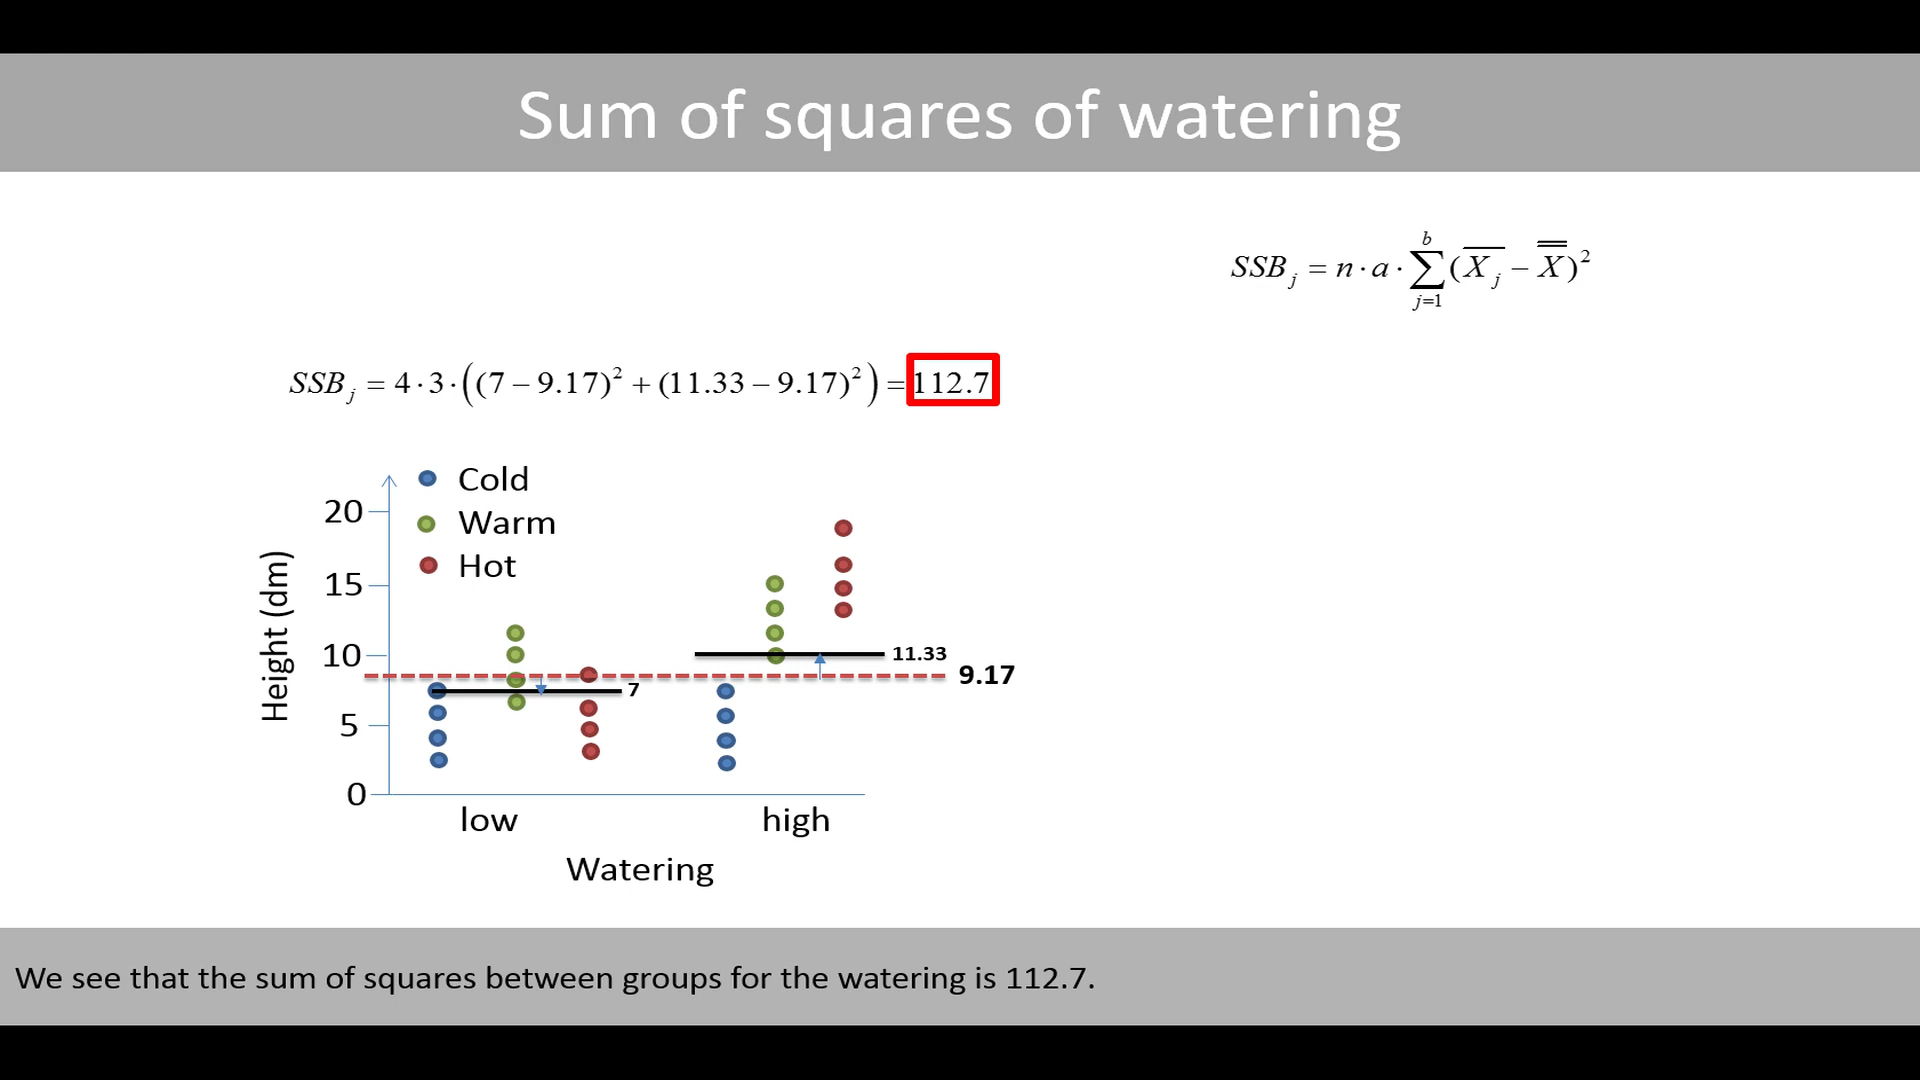 Sum of squares of watering
SSB_j = n · a · ∑_{j=1}^{b} (X̅_j − X̿)²
SSB_j = 4 · 3 · ((7 − 9.17)² + (11.33 − 9.17)²) = 112.7
Cold
Warm
Hot
Height (dm)
20
15
10
5
0
11.33
9.17
7
low high
Watering
We see that the sum of squares between groups for the watering is 112.7.